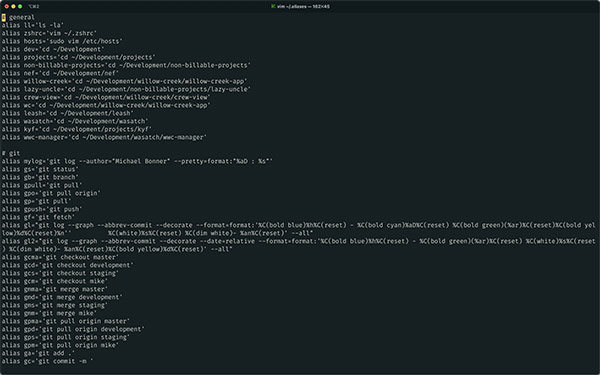 ⌥⌘2
vim ~/.aliases — 162×45
# general
alias ll='ls -la'
alias zshrc='vim ~/.zshrc'
alias hosts='sudo vim /etc/hosts'
alias dev='cd ~/Development'
alias projects='cd ~/Development/projects'
alias non-billable-projects='cd ~/Development/non-billable-projects'
alias nef='cd ~/Development/nef'
alias willow-creek='cd ~/Development/willow-creek/willow-creek-app'
alias lazy-uncle='cd ~/Development/non-billable-projects/lazy-uncle'
alias crew-view='cd ~/Development/willow-creek/crew-view'
alias wc='cd ~/Development/willow-creek/willow-creek-app'
alias leash='cd ~/Development/leash'
alias wasatch='cd ~/Development/wasatch'
alias kyf='cd ~/Development/projects/kyf'
alias wwc-manager='cd ~/Development/wasatch/wwc-manager'
# git
alias mylog='git log --author="Michael Bonner" --pretty=format:"%aD : %s"'
alias gs='git status'
alias gb='git branch'
alias gpull='git pull'
alias gpo='git pull origin'
alias gp='git pull'
alias gpush='git push'
alias gf='git fetch'
alias gl="git log --graph --abbrev-commit --decorate --format=format:'%C(bold blue)%h%C(reset) - %C(bold cyan)%aD%C(reset) %C(bold green)(%ar)%C(reset)%C(bold yel
low)%d%C(reset)%n''          %C(white)%s%C(reset) %C(dim white)- %an%C(reset)' --all"
alias gl2="git log --graph --abbrev-commit --decorate --date=relative --format=format:'%C(bold blue)%h%C(reset) - %C(bold green)(%ar)%C(reset) %C(white)%s%C(reset
) %C(dim white)- %an%C(reset)%C(bold yellow)%d%C(reset)' --all"
alias gcma='git checkout master'
alias gcd='git checkout development'
alias gcs='git checkout staging'
alias gcm='git checkout mike'
alias gmma='git merge master'
alias gmd='git merge development'
alias gms='git merge staging'
alias gmm='git merge mike'
alias gpma='git pull origin master'
alias gpd='git pull origin development'
alias gps='git pull origin staging'
alias gpm='git pull origin mike'
alias ga='git add .'
alias gc='git commit -m '